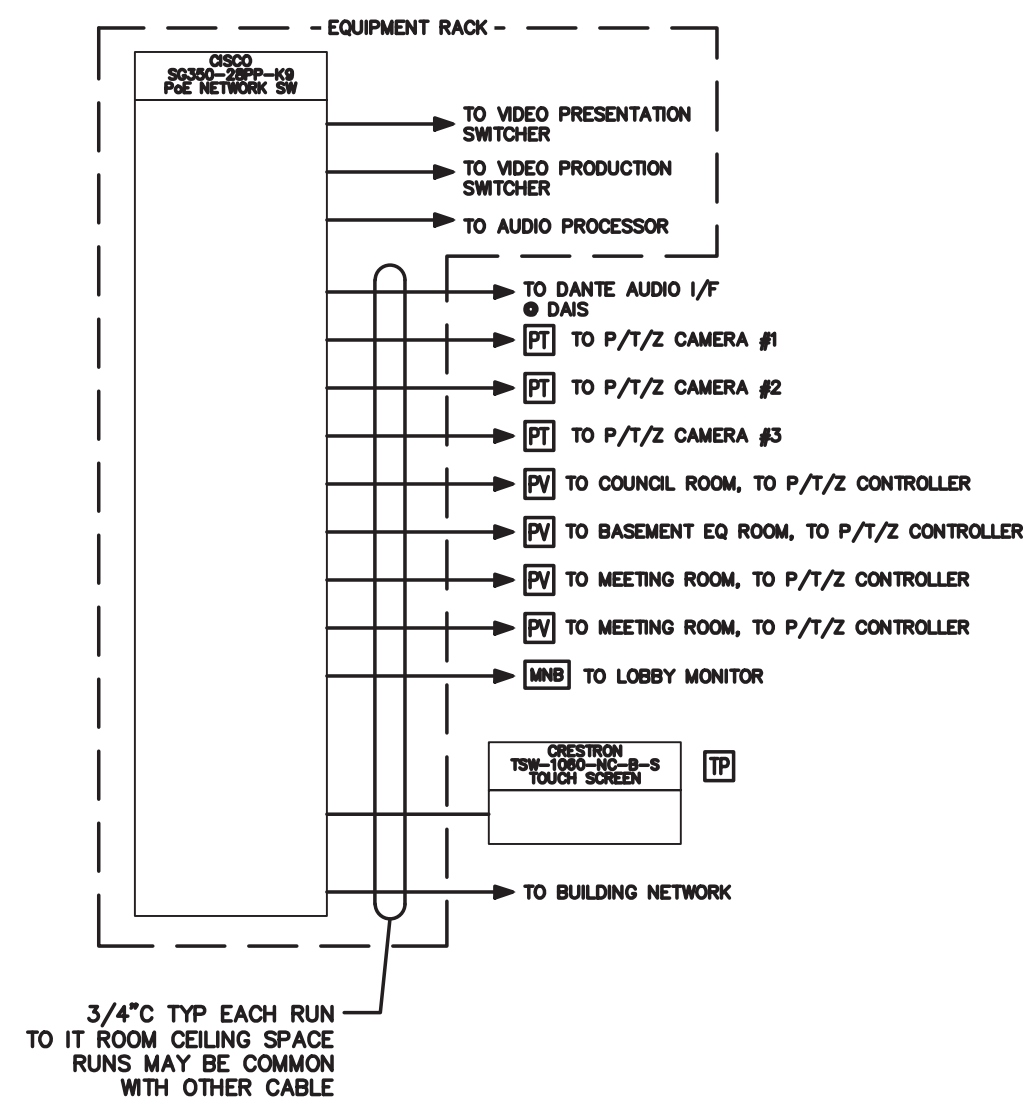 EQUIPMENT RACK
CISCO
SG350-28PP-K9
PoE NETWORK SW
TO VIDEO PRESENTATION
SWITCHER
TO VIDEO PRODUCTION
SWITCHER
TO AUDIO PROCESSOR
TO DANTE AUDIO I/F
@ DAIS
PT TO P/T/Z CAMERA #1
PT TO P/T/Z CAMERA #2
PT TO P/T/Z CAMERA #3
PV TO COUNCIL ROOM, TO P/T/Z CONTROLLER
PV TO BASEMENT EQ ROOM, TO P/T/Z CONTROLLER
PV TO MEETING ROOM, TO P/T/Z CONTROLLER
PV TO MEETING ROOM, TO P/T/Z CONTROLLER
MNB TO LOBBY MONITOR
CRESTRON
TSW-1060-NC-B-S
TOUCH SCREEN
TP
TO BUILDING NETWORK
3/4"C TYP EACH RUN
TO IT ROOM CEILING SPACE
RUNS MAY BE COMMON
WITH OTHER CABLE